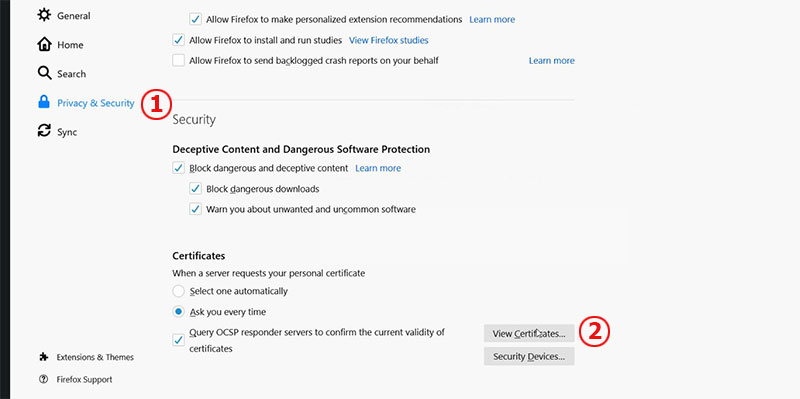 General
Home
Search
Privacy & Security
1
Sync
Extensions & Themes
Firefox Support
Allow Firefox to make personalized extension recommendations Learn more
Allow Firefox to install and run studies View Firefox studies
Allow Firefox to send backlogged crash reports on your behalf Learn more
Security
Deceptive Content and Dangerous Software Protection
Block dangerous and deceptive content Learn more
Block dangerous downloads
Warn you about unwanted and uncommon software
Certificates
When a server requests your personal certificate
Select one automatically
Ask you every time
Query OCSP responder servers to confirm the current validity of
certificates
View Certificates...
2
Security Devices...